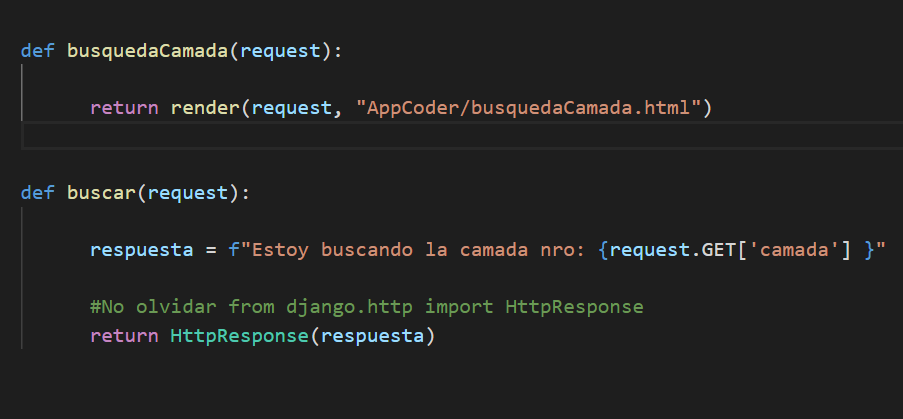 def busquedaCamada(request):
return render(request, "AppCoder/busquedaCamada.html")
def buscar(request):
respuesta = f"Estoy buscando la camada nro: {request.GET['camada'] }"
#No olvidar from django.http import HttpResponse
return HttpResponse(respuesta)